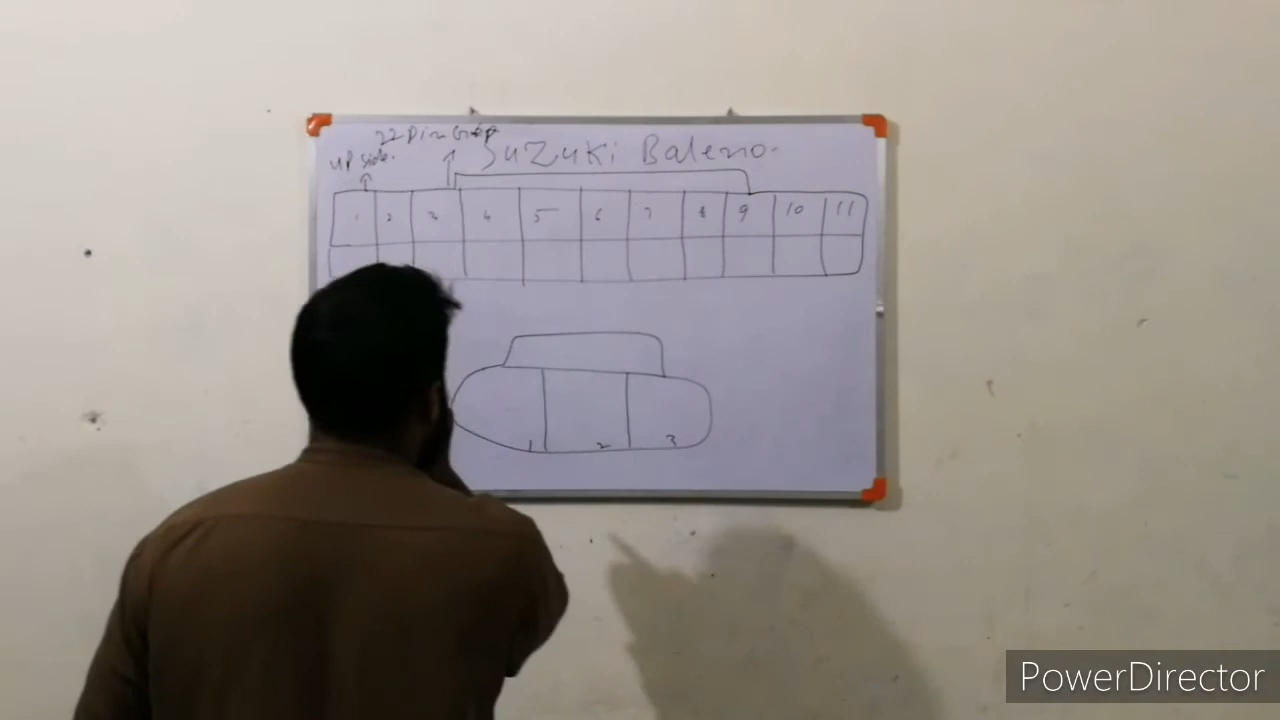 22 Pin Grip
UP side.
SuZuki Baleno.
1 2 3 4 5 6 7 8 9 10 11
1 2 3
PowerDirector